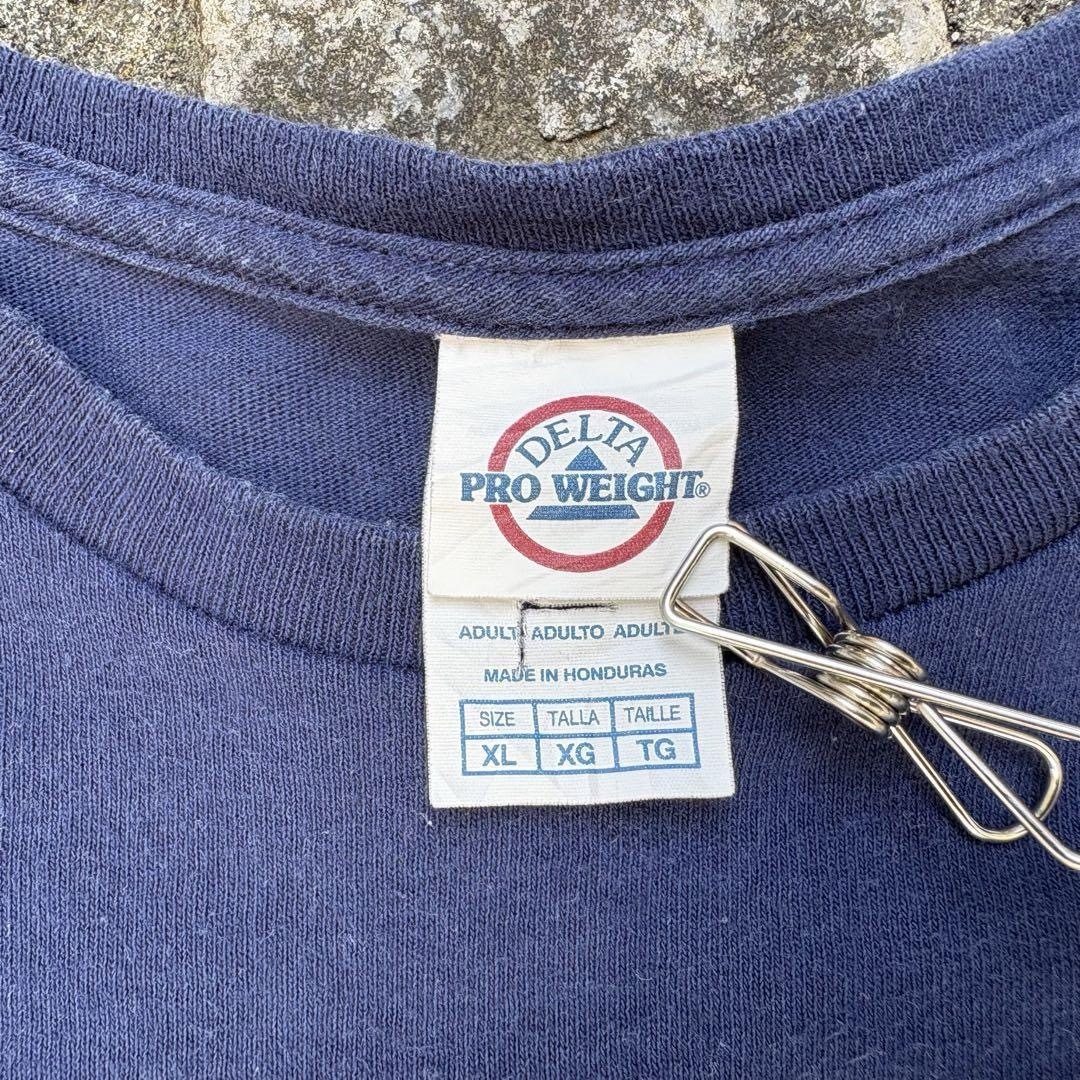 DELTA
PRO WEIGHT®
ADULT ADULTO ADULTE
MADE IN HONDURAS
SIZE TALLA TAILLE
XL XG TG